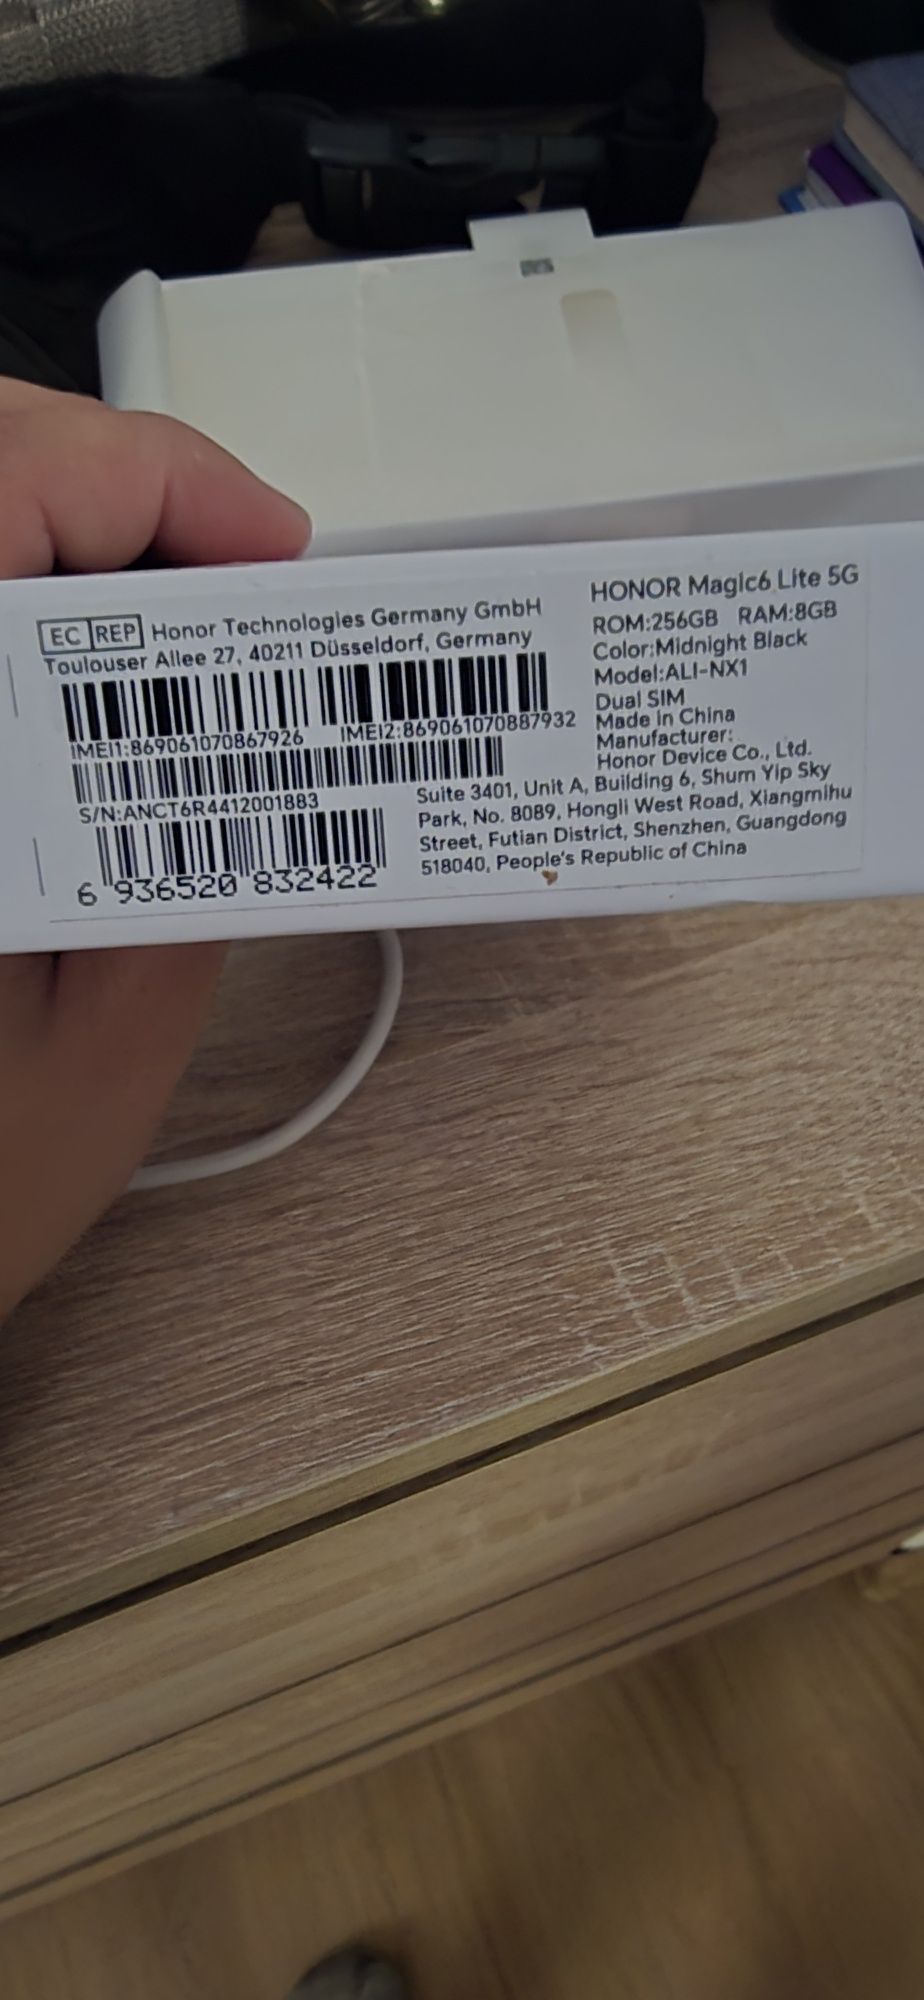 EC REP Honor Technologies Germany GmbH
Toulouser Allee 27, 40211 Düsseldorf, Germany
IMEI1:869061070867926 IMEI2:869061070887932
S/N:ANCT6R4412001883
6 936520 832422
HONOR Magic6 Lite 5G
ROM:256GB RAM:8GB
Color:Midnight Black
Model:ALI-NX1
Dual SIM
Made in China
Manufacturer:
Honor Device Co., Ltd.
Suite 3401, Unit A, Building 6, Shum Yip Sky
Park, No. 8089, Hongli West Road, Xiangmihu
Street, Futian District, Shenzhen, Guangdong
518040, People's Republic of China